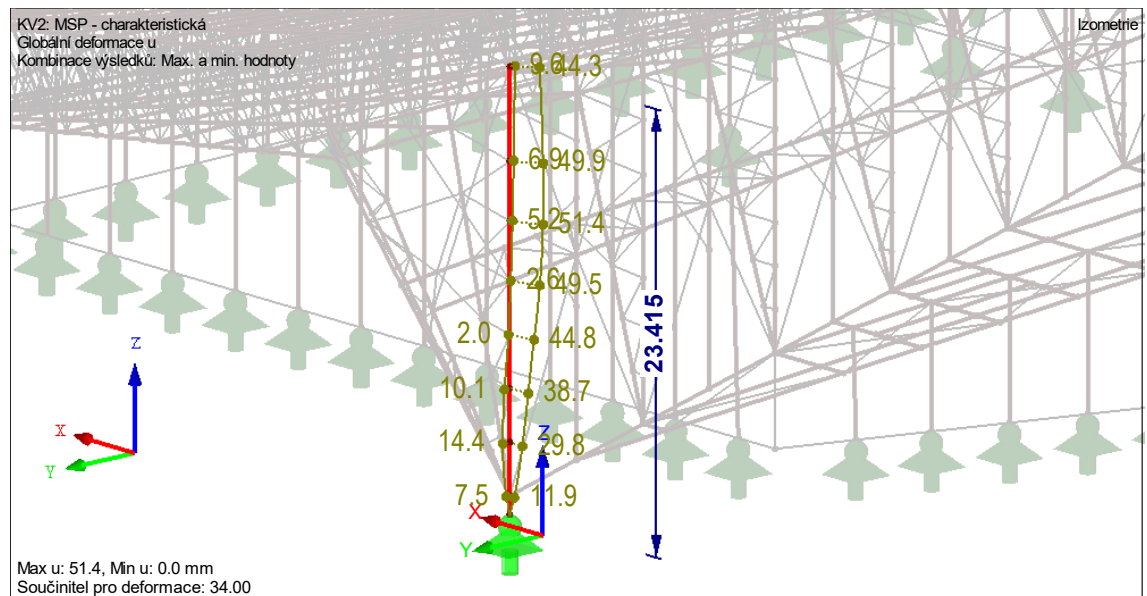 KV2: MSP - charakteristická
Izometrie
Globální deformace u
Kombinace výsledků: Max. a min. hodnoty
44.3
6.9 49.9
5.2 51.4
2.6 49.5
2.0 44.8
23.415
10.1 38.7
14.4 29.8
7.5 11.9
Z
X
Y
Z
X
Y
Max u: 51.4, Min u: 0.0 mm
Součinitel pro deformace: 34.00